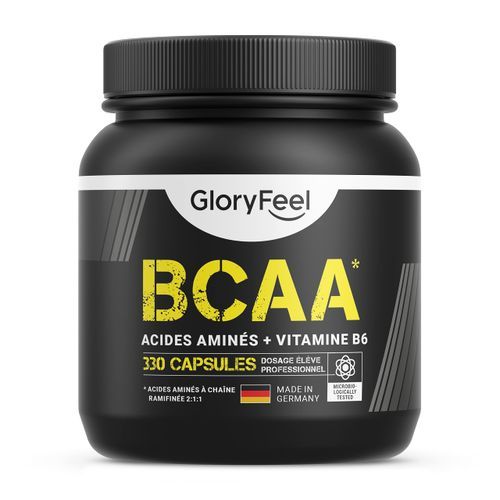 GloryFeel
BCAA*
ACIDES AMINÉS + VITAMINE B6
330 CAPSULES
DOSAGE ÉLEVÉ
PROFESSIONNEL
* ACIDES AMINÉS À CHAÎNE
RAMIFINÉE 2:1:1
MADE IN
GERMANY
MICROBIO-
LOGICALLY
TESTED